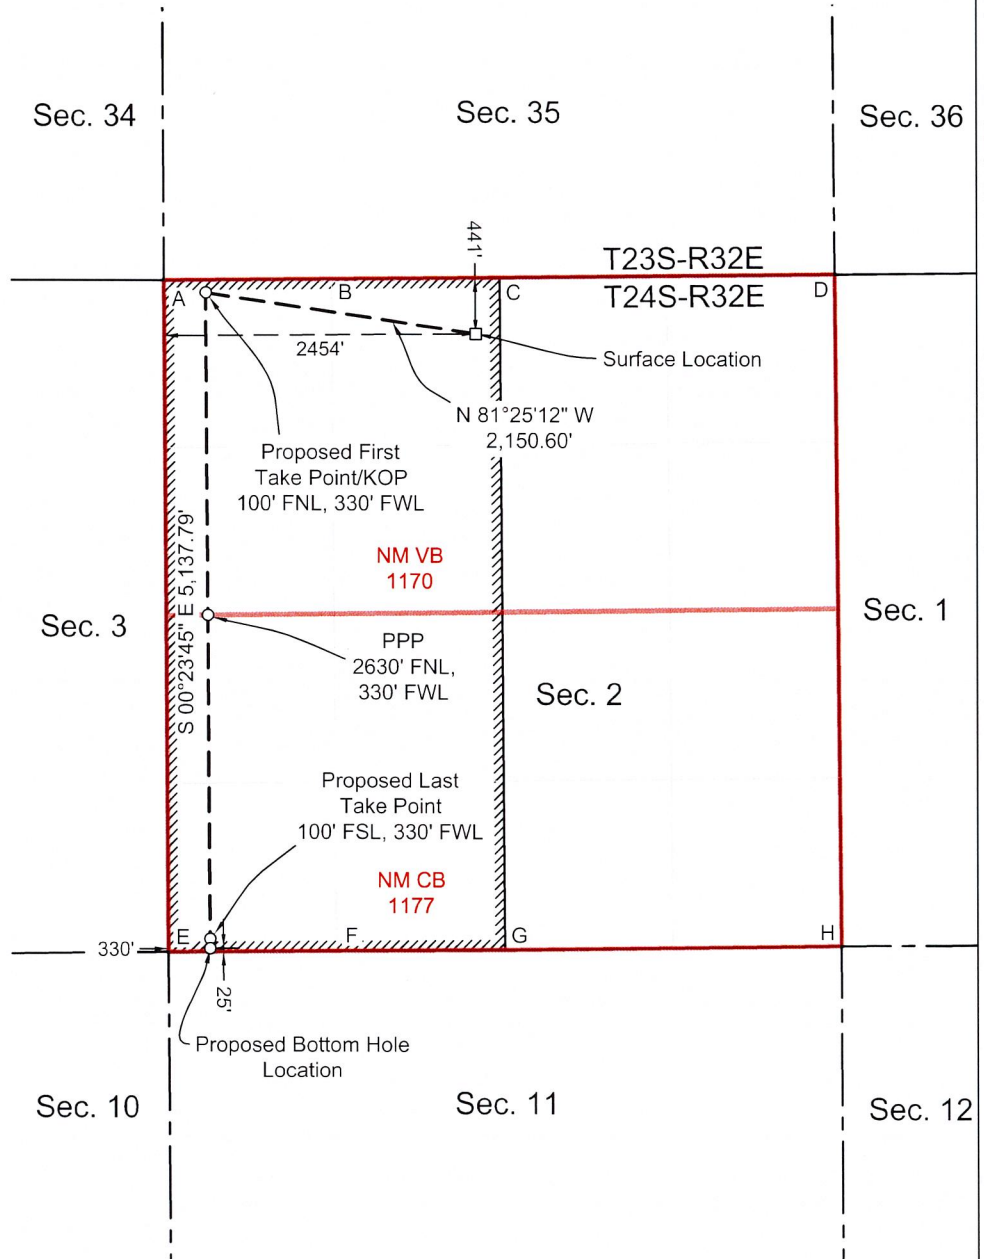 Sec. 34
Sec. 35
Sec. 36
441'
T23S-R32E
T24S-R32E
A
B
C
D
2454'
Surface Location
N 81°25'12" W
2,150.60'
Proposed First
Take Point/KOP
100' FNL, 330' FWL
S 00°23'45" E 5,137.79'
NM VB
1170
Sec. 3
Sec. 1
PPP
2630' FNL,
330' FWL
Sec. 2
Proposed Last
Take Point
100' FSL, 330' FWL
NM CB
1177
E
F
G
H
330'
25'
Proposed Bottom Hole
Location
Sec. 10
Sec. 11
Sec. 12